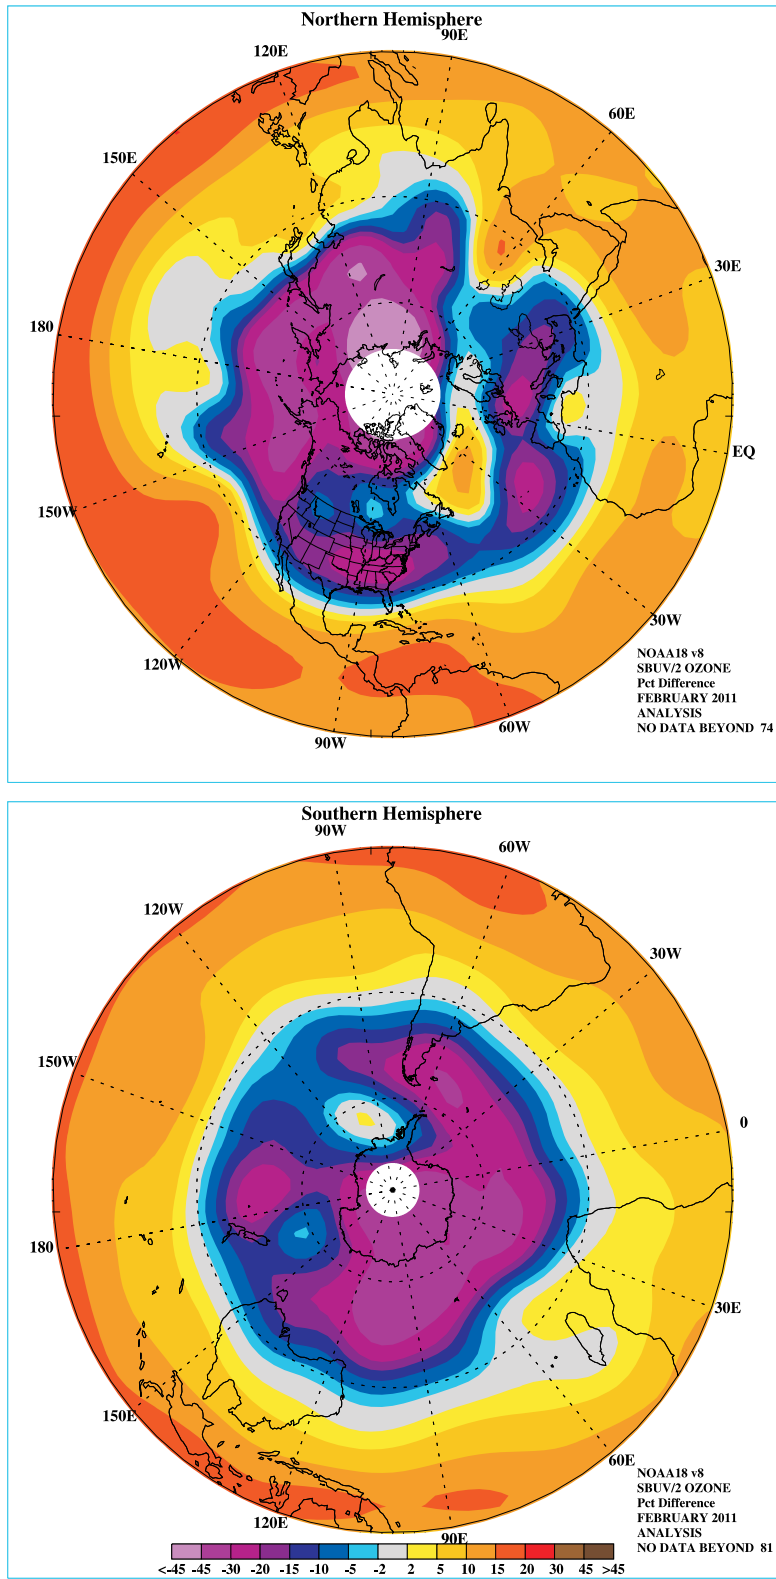 Northern Hemisphere
90E
120E
60E
150E
30E
180
EQ
150W
30W
120W
60W
90W
NOAA18 v8
SBUV/2 OZONE
Pct Difference
FEBRUARY 2011
ANALYSIS
NO DATA BEYOND 74
Southern Hemisphere
90W
60W
120W
30W
150W
0
180
30E
150E
60E
120E
90E
NOAA18 v8
SBUV/2 OZONE
Pct Difference
FEBRUARY 2011
ANALYSIS
NO DATA BEYOND 81
<-45 -45 -30 -20 -15 -10 -5 -2 2 5 10 15 20 30 45 >45